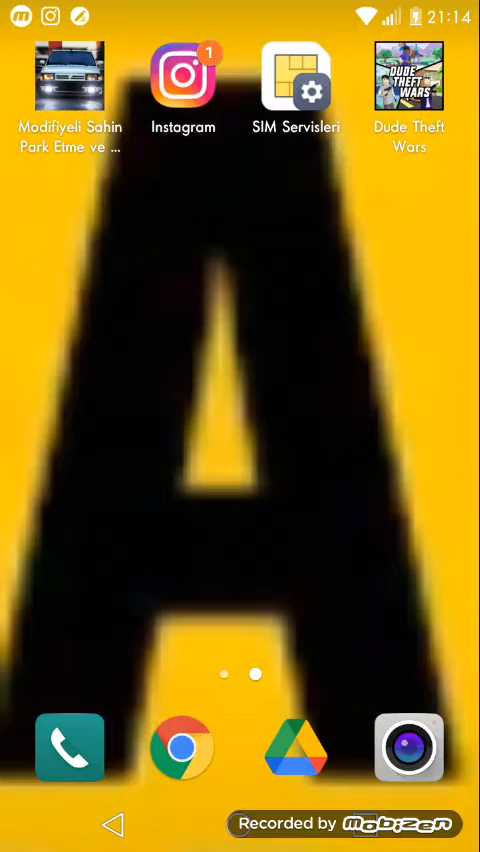 21:14
1
DUDE
THEFT
WARS
Modifiyeli Sahin
Park Etme ve ...
Instagram
SIM Servisleri
Dude Theft
Wars
A
Recorded by Mobizen